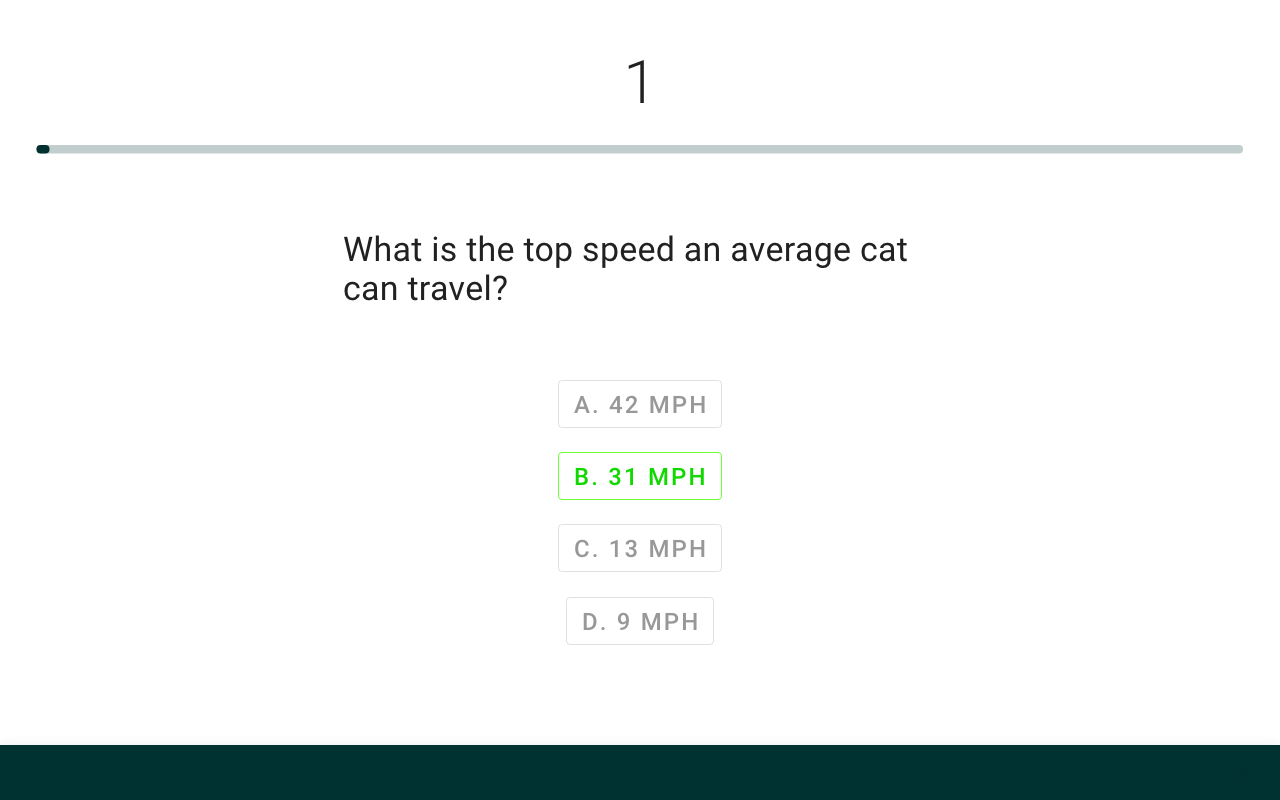 1
What is the top speed an average cat
can travel?
A. 42 MPH
B. 31 MPH
C. 13 MPH
D. 9 MPH